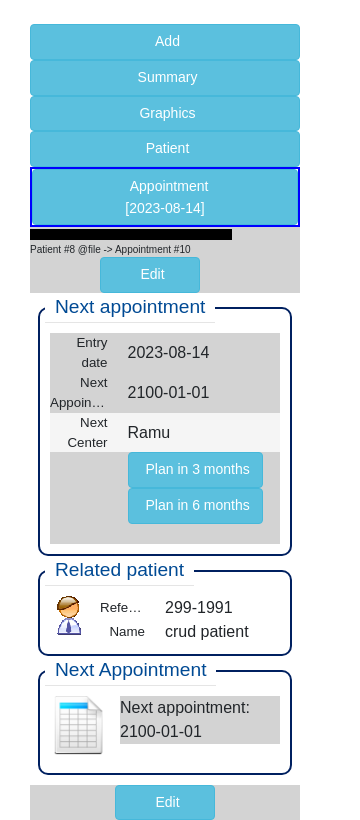 Add
Summary
Graphics
Patient
Appointment
[2023-08-14]
Patient #8 @file -> Appointment #10
Edit
Next appointment
Entry
date
2023-08-14
Next
Appoin…
2100-01-01
Next
Center
Ramu
Plan in 3 months
Plan in 6 months
Related patient
Refe…
299-1991
Name
crud patient
Next Appointment
Next appointment:
2100-01-01
Edit